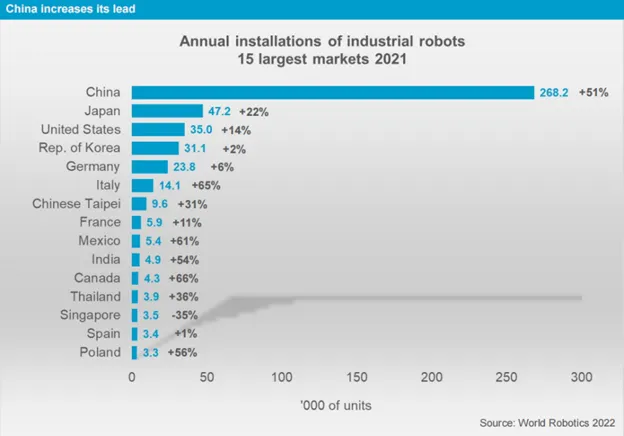 China increases its lead
Annual installations of industrial robots
15 largest markets 2021
China 268.2 +51%
Japan 47.2 +22%
United States 35.0 +14%
Rep. of Korea 31.1 +2%
Germany 23.8 +6%
Italy 14.1 +65%
Chinese Taipei 9.6 +31%
France 5.9 +11%
Mexico 5.4 +61%
India 4.9 +54%
Canada 4.3 +66%
Thailand 3.9 +36%
Singapore 3.5 -35%
Spain 3.4 +1%
Poland 3.3 +56%
0 50 100 150 200 250 300
'000 of units
Source: World Robotics 2022